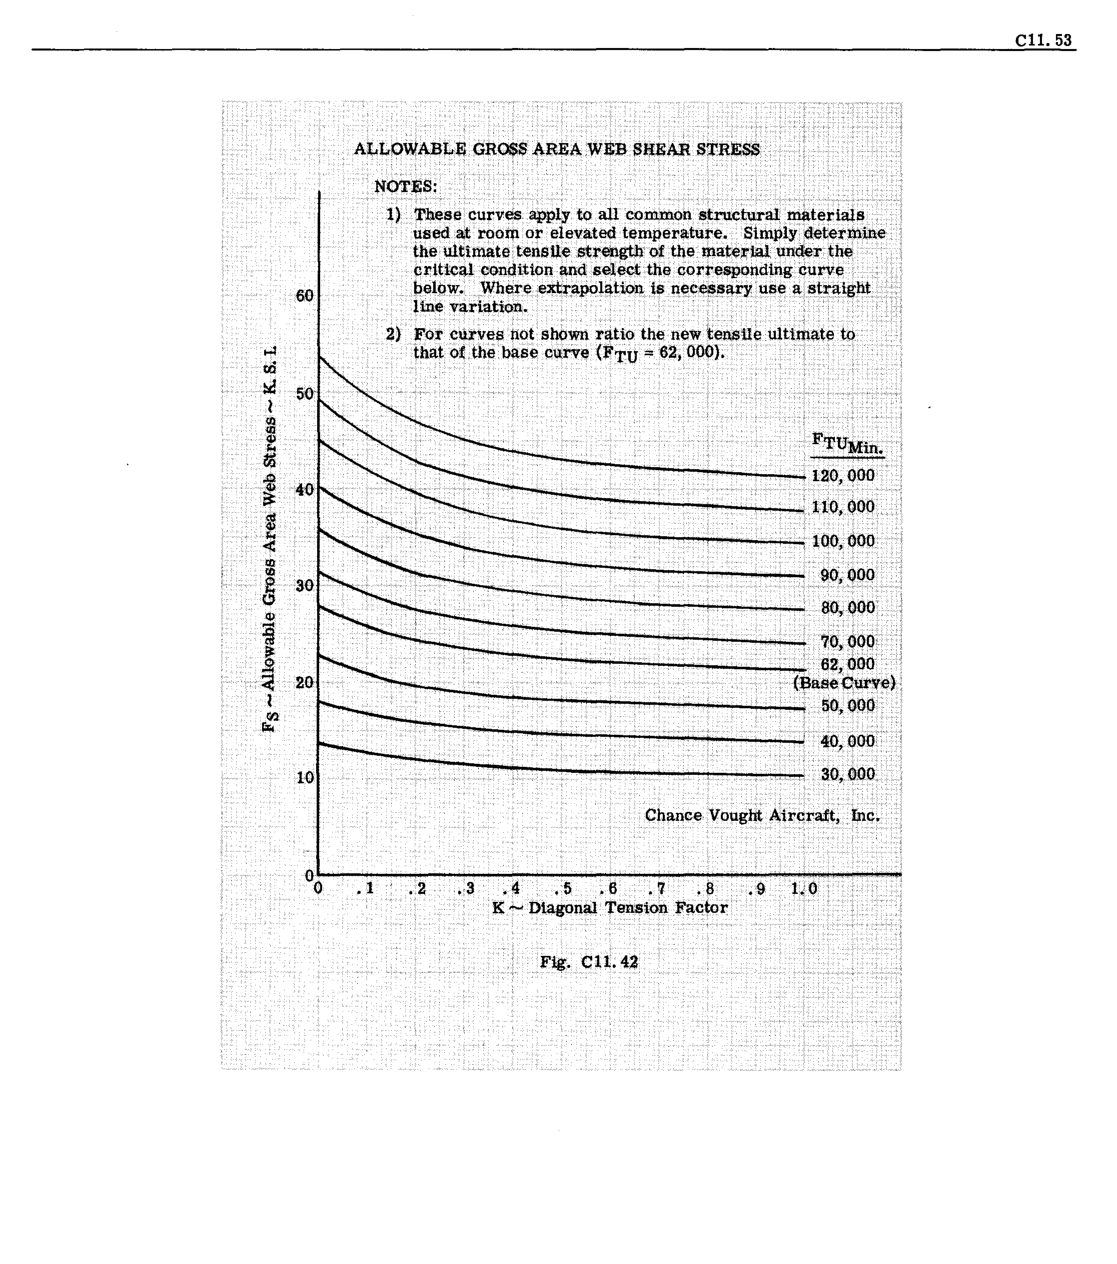 C11.53
ALLOWABLE GROSS AREA WEB SHEAR STRESS
NOTES:
1) These curves apply to all common structural materials
used at room or elevated temperature. Simply determine
the ultimate tensile strength of the material under the
critical condition and select the corresponding curve
below. Where extrapolation is necessary use a straight
line variation.
2) For curves not shown ratio the new tensile ultimate to
that of the base curve (FTU = 62,000).
FS ~ Allowable Gross Area Web Stress ~ K.S.I.
60
50
40
30
20
10
0
FTUMin.
120,000
110,000
100,000
90,000
80,000
70,000
62,000
(Base Curve)
50,000
40,000
30,000
Chance Vought Aircraft, Inc.
0 .1 .2 .3 .4 .5 .6 .7 .8 .9 1.0
K ~ Diagonal Tension Factor
Fig. C11.42